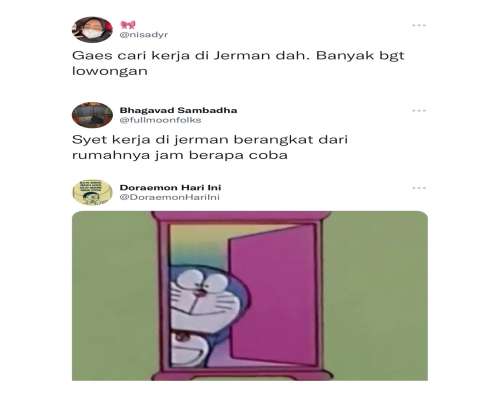 @nisadyr
Gaes cari kerja di Jerman dah. Banyak bgt
lowongan
Bhagavad Sambadha
@fullmoonfolks
Syet kerja di jerman berangkat dari
rumahnya jam berapa coba
Doraemon Hari Ini
@DoraemonHariIni